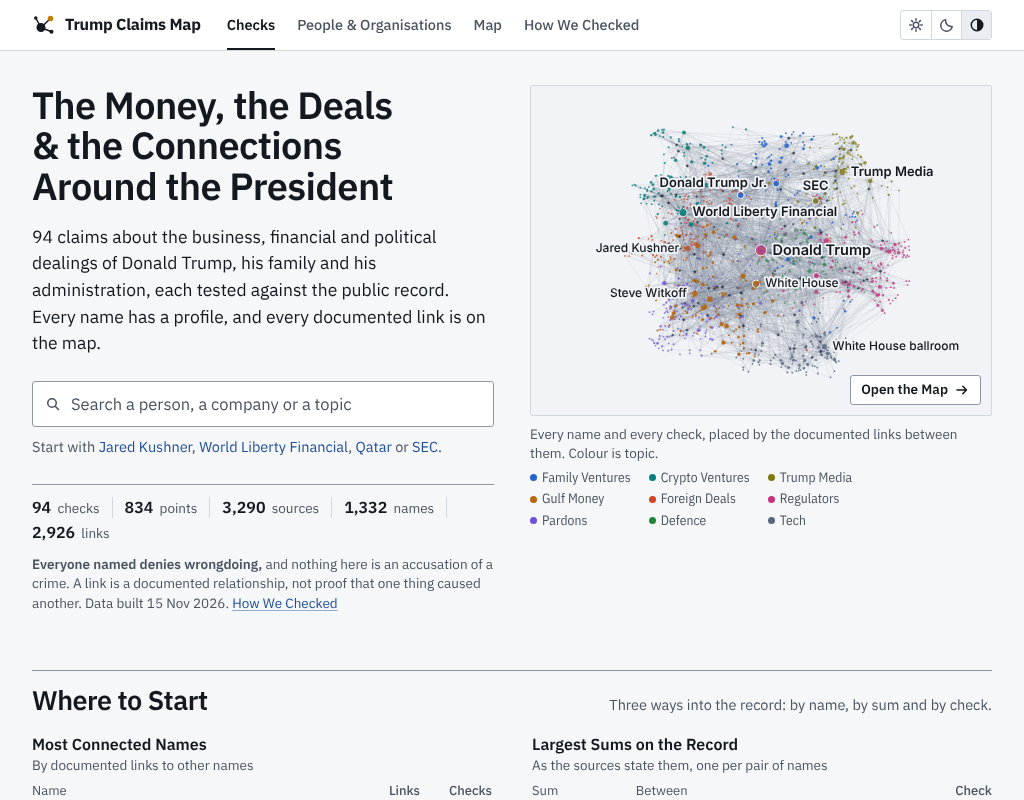 Trump Claims Map
Checks
People & Organisations
Map
How We Checked
The Money, the Deals
& the Connections
Around the President
94 claims about the business, financial and political
dealings of Donald Trump, his family and his
administration, each tested against the public record.
Every name has a profile, and every documented link is on
the map.
Search a person, a company or a topic
Start with Jared Kushner, World Liberty Financial, Qatar or SEC.
94 checks
834 points
3,290 sources
1,332 names
2,926 links
Everyone named denies wrongdoing, and nothing here is an accusation of a
crime. A link is a documented relationship, not proof that one thing caused
another. Data built 15 Nov 2026. How We Checked
Trump Media
Donald Trump Jr.
SEC
World Liberty Financial
Jared Kushner
Donald Trump
White House
Steve Witkoff
White House ballroom
Open the Map →
Every name and every check, placed by the documented links between
them. Colour is topic.
Family Ventures
Crypto Ventures
Trump Media
Gulf Money
Foreign Deals
Regulators
Pardons
Defence
Tech
Where to Start
Three ways into the record: by name, by sum and by check.
Most Connected Names
By documented links to other names
Name
Links
Checks
Largest Sums on the Record
As the sources state them, one per pair of names
Sum
Between
Check